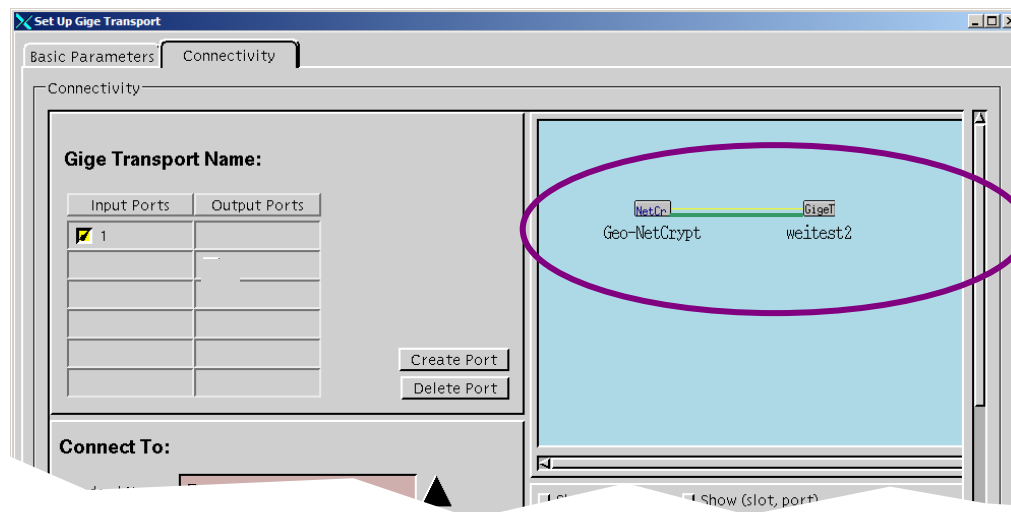 Set Up Gige Transport
Basic Parameters
Connectivity
Connectivity
Gige Transport Name:
Input Ports
Output Ports
1
Create Port
Delete Port
Connect To:
NetCr
GigeT
Geo-NetCrypt
weitest2
Show (slot, port)